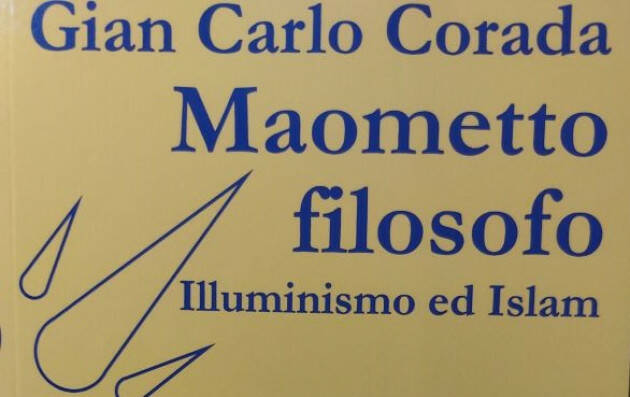 Gian Carlo Corada
Maometto
filosofo
Illuminismo ed Islam